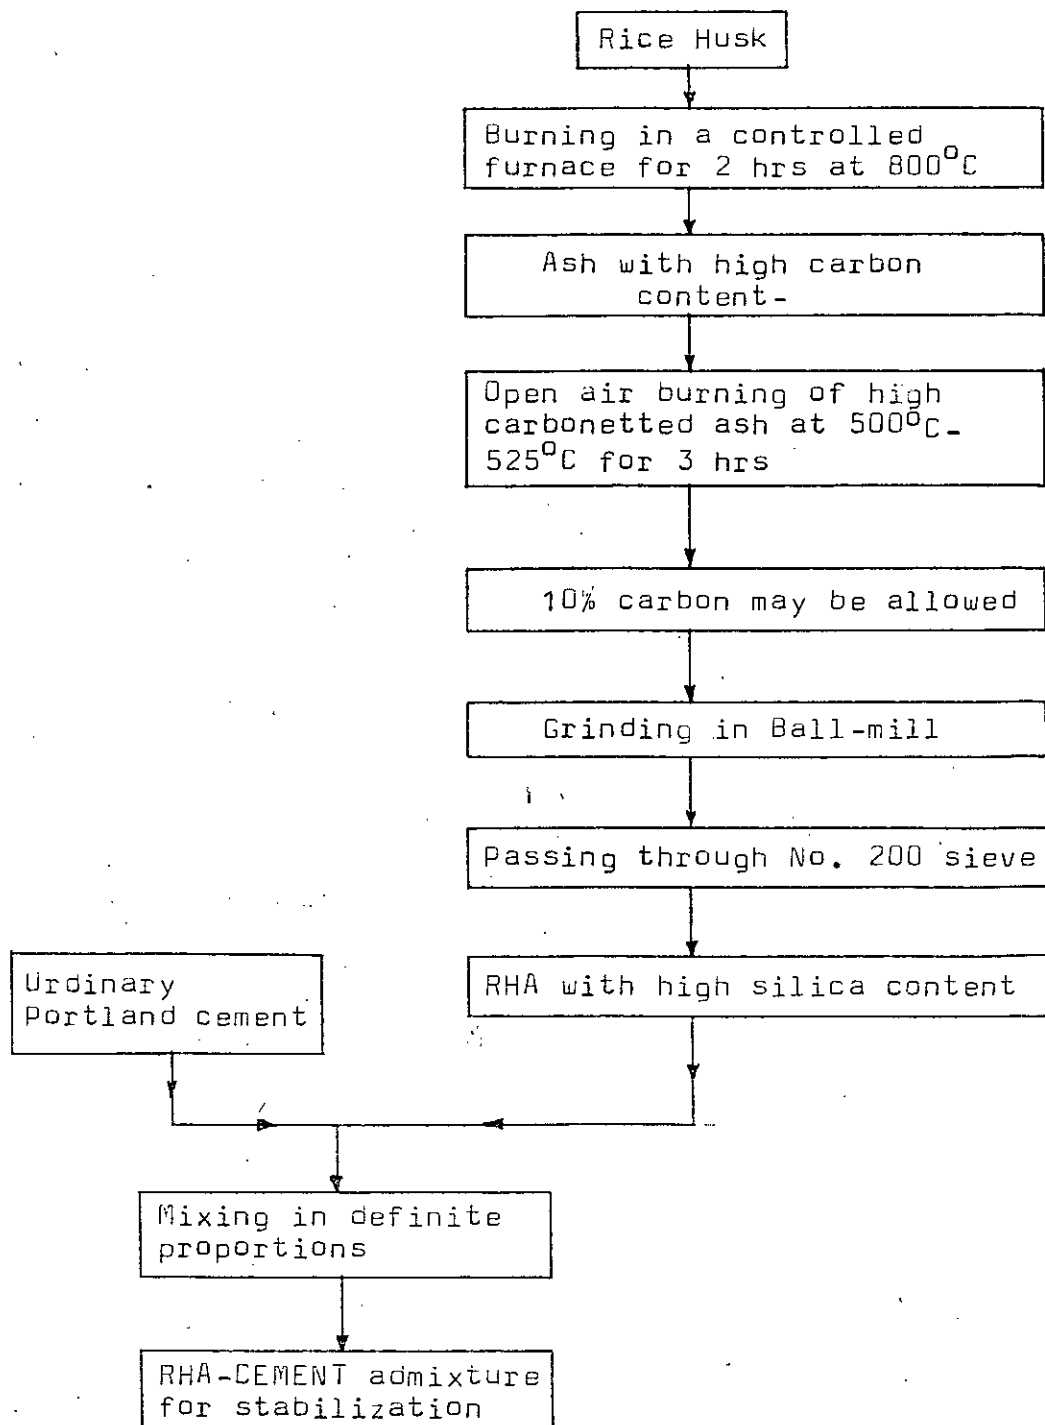 Rice Husk
Burning in a controlled
furnace for 2 hrs at 800°C
Ash with high carbon
content-
Open air burning of high
carbonetted ash at 500°C-
525°C for 3 hrs
10% carbon may be allowed
Grinding in Ball-mill
Passing through No. 200 sieve
RHA with high silica content
Urdinary
Portland cement
Mixing in definite
proportions
RHA-CEMENT admixture
for stabilization